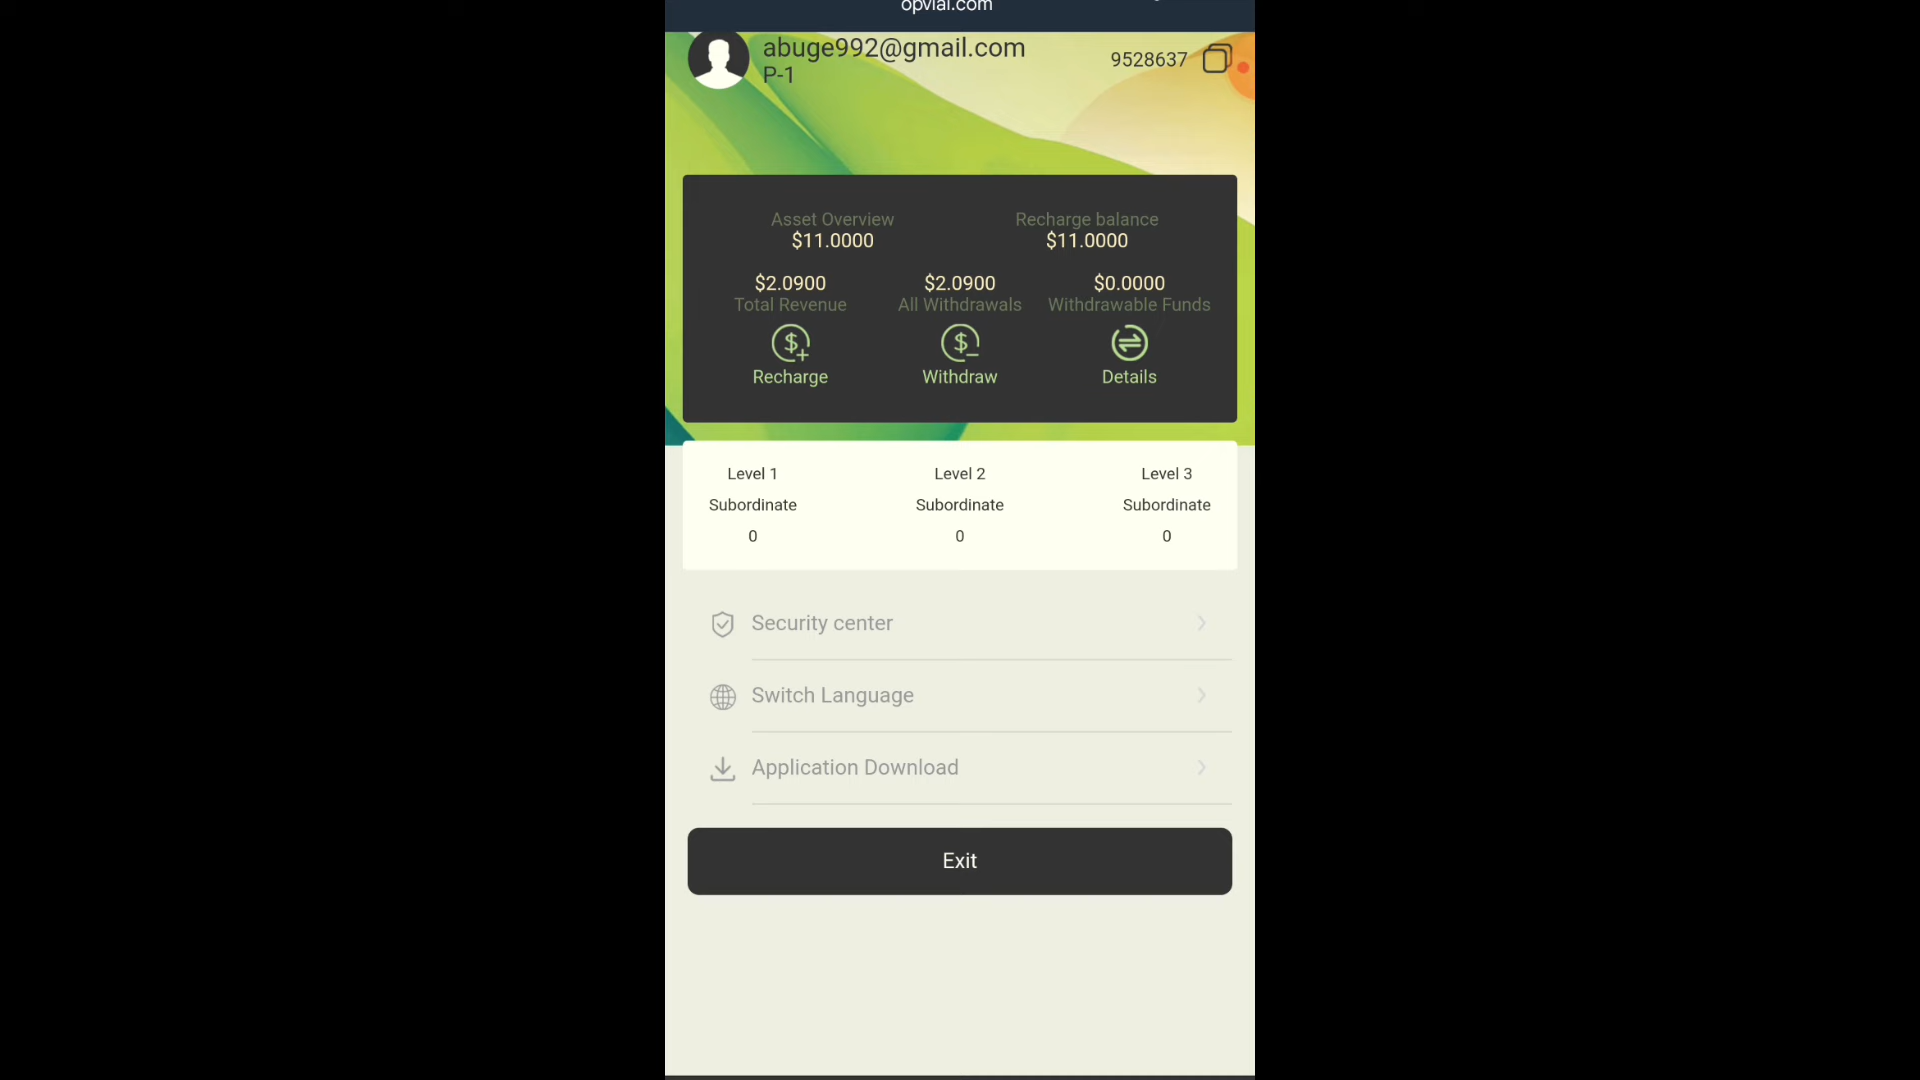 opvial.com
abuge992@gmail.com
P-1
9528637
Asset Overview
Recharge balance
$11.0000
$11.0000
$2.0900
$2.0900
$0.0000
Total Revenue
All Withdrawals
Withdrawable Funds
Recharge
Withdraw
Details
Level 1
Level 2
Level 3
Subordinate
Subordinate
Subordinate
0
0
0
Security center
Switch Language
Application Download
Exit